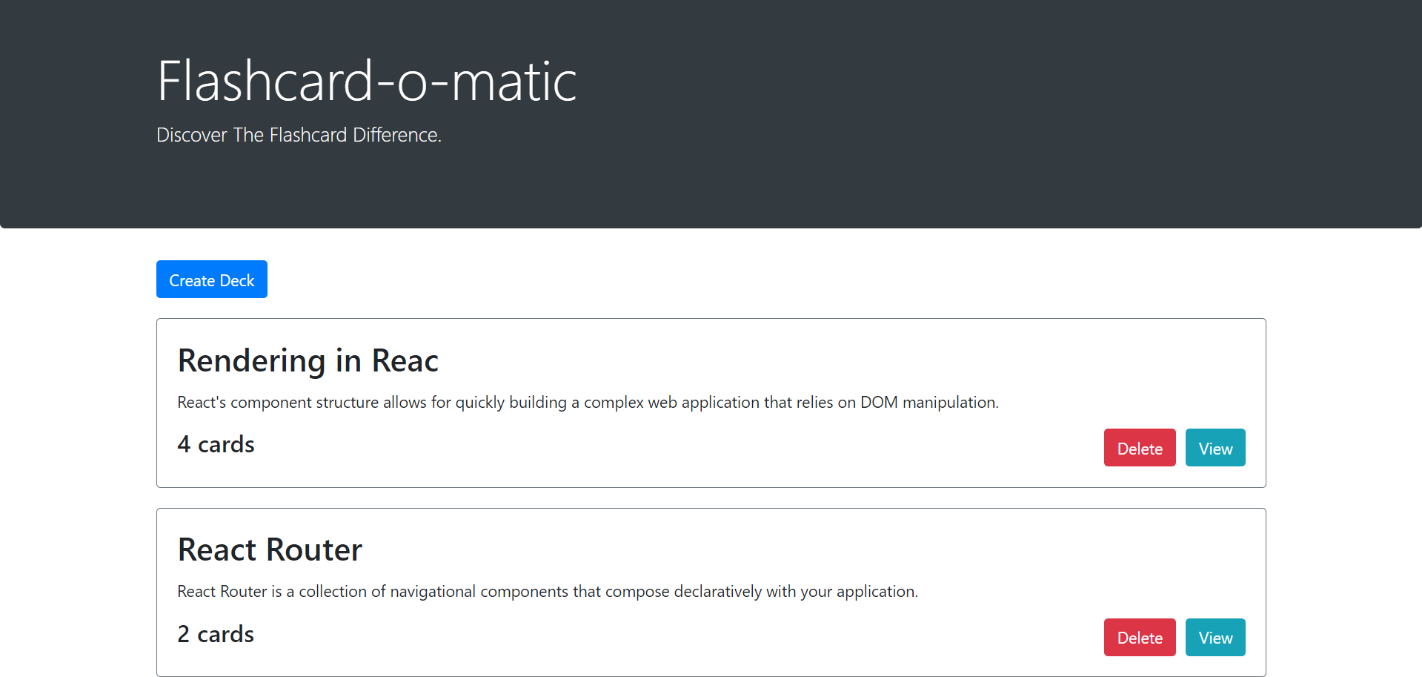 Flashcard-o-matic
Discover The Flashcard Difference.
Create Deck
Rendering in Reac
React's component structure allows for quickly building a complex web application that relies on DOM manipulation.
4 cards
Delete
View
React Router
React Router is a collection of navigational components that compose declaratively with your application.
2 cards
Delete
View